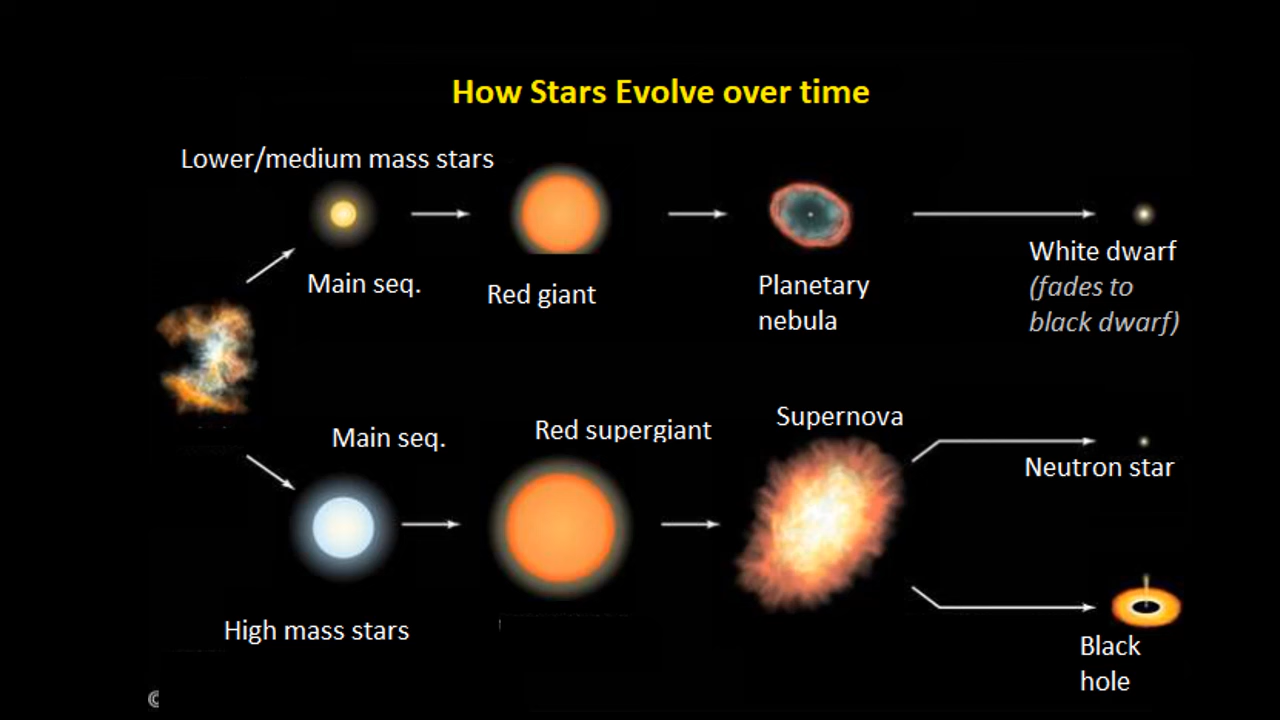 How Stars Evolve over time
Lower/medium mass stars
Main seq.
Red giant
Planetary
nebula
White dwarf
(fades to
black dwarf)
Main seq.
Red supergiant
Supernova
Neutron star
High mass stars
Black
hole
©